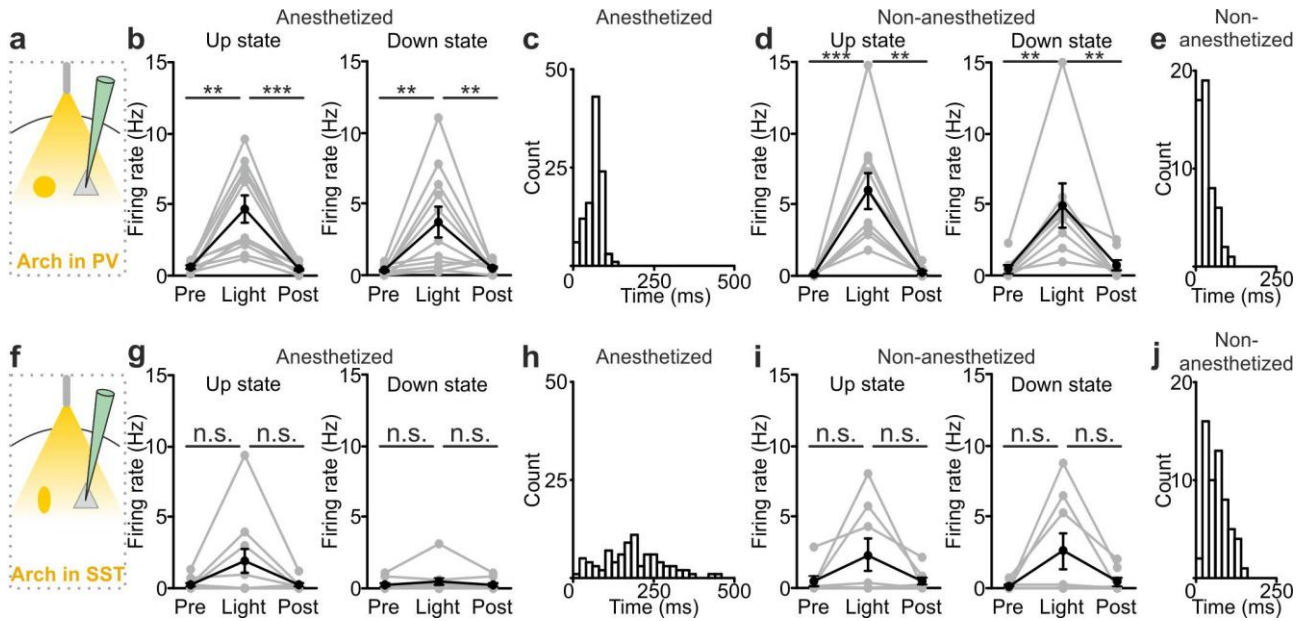 a
Arch in PV
b
Anesthetized
Up state
Down state
Firing rate (Hz)
15
10
5
0
** ***
Pre Light Post
Firing rate (Hz)
15
10
5
0
** **
Pre Light Post
c
Anesthetized
Count
50
25
0 250 500
Time (ms)
d
Non-anesthetized
Up state
Down state
Firing rate (Hz)
15
10
5
0
*** **
Pre Light Post
Firing rate (Hz)
15
10
5
0
** **
Pre Light Post
e
Non-
anesthetized
Count
20
10
0 250
Time (ms)
f
Arch in SST
g
Anesthetized
Up state
Down state
Firing rate (Hz)
15
10
5
0
n.s. n.s.
Pre Light Post
Firing rate (Hz)
15
10
5
0
n.s. n.s.
Pre Light Post
h
Anesthetized
Count
50
25
0 250 500
Time (ms)
i
Non-anesthetized
Up state
Down state
Firing rate (Hz)
15
10
5
0
n.s. n.s.
Pre Light Post
Firing rate (Hz)
15
10
5
0
n.s. n.s.
Pre Light Post
j
Non-
anesthetized
Count
20
10
0 250
Time (ms)